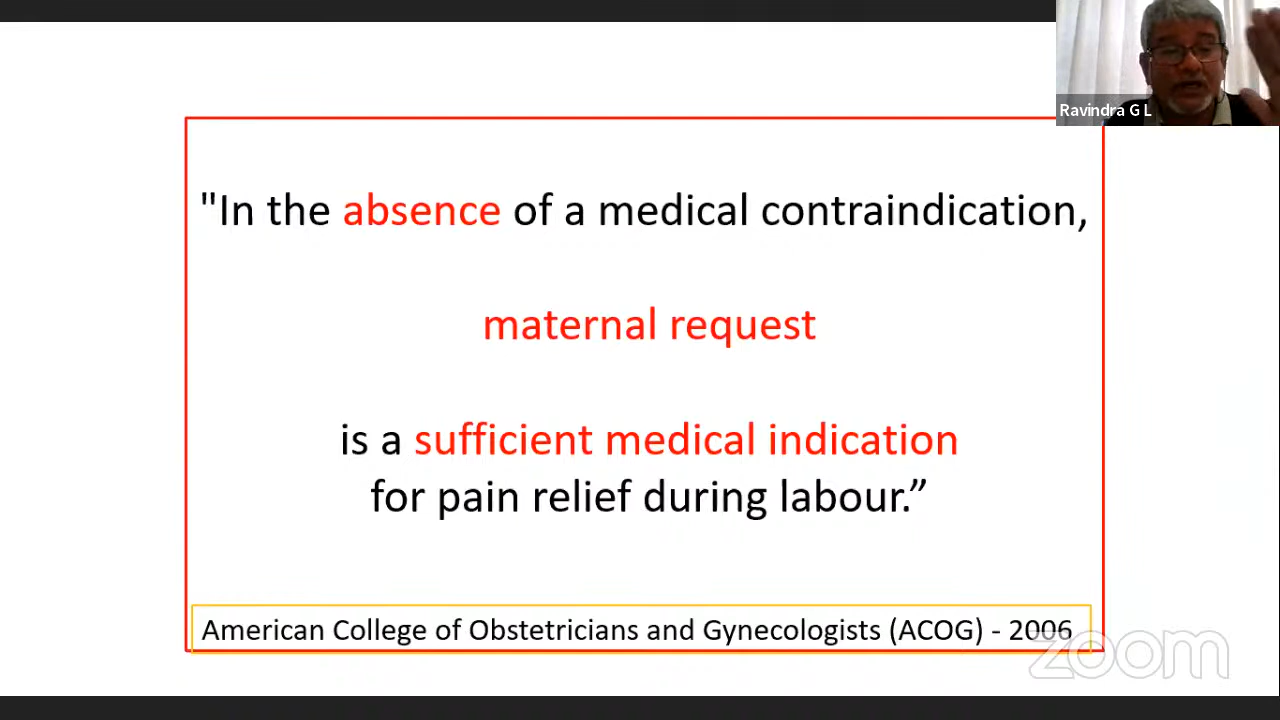 Ravindra G L
"In the absence of a medical contraindication,
maternal request
is a sufficient medical indication
for pain relief during labour.”
American College of Obstetricians and Gynecologists (ACOG) - 2006
zoom